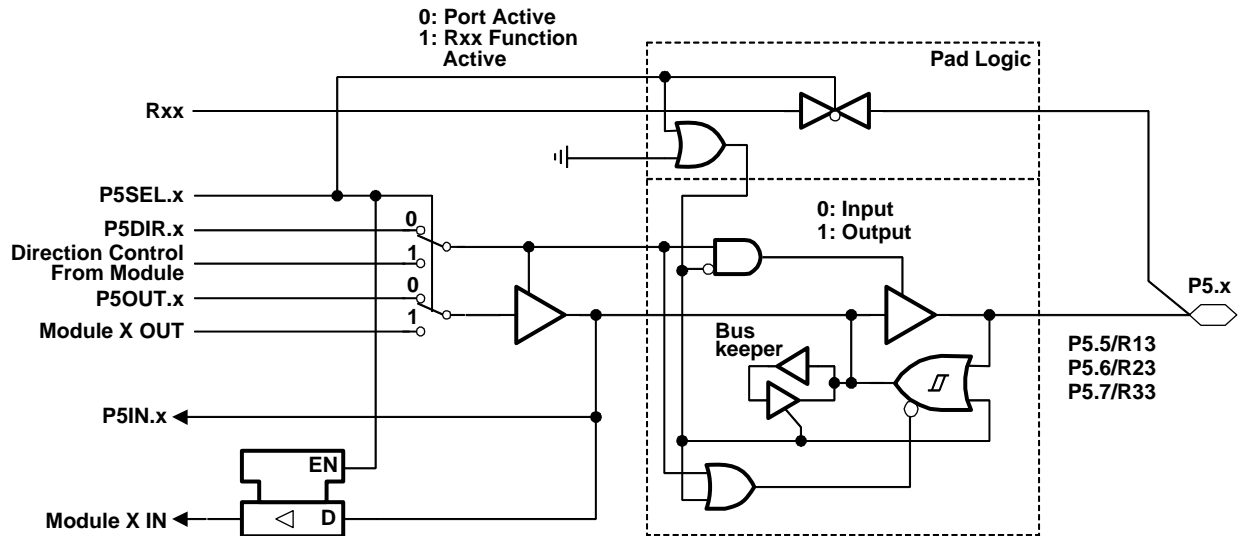 0: Port Active
1: Rxx Function
Active
Pad Logic
Rxx
P5SEL.x
P5DIR.x
0
Direction Control
From Module
1
0: Input
1: Output
P5OUT.x
0
Module X OUT
1
P5.x
Bus
keeper
P5.5/R13
P5.6/R23
P5.7/R33
P5IN.x
EN
D
Module X IN